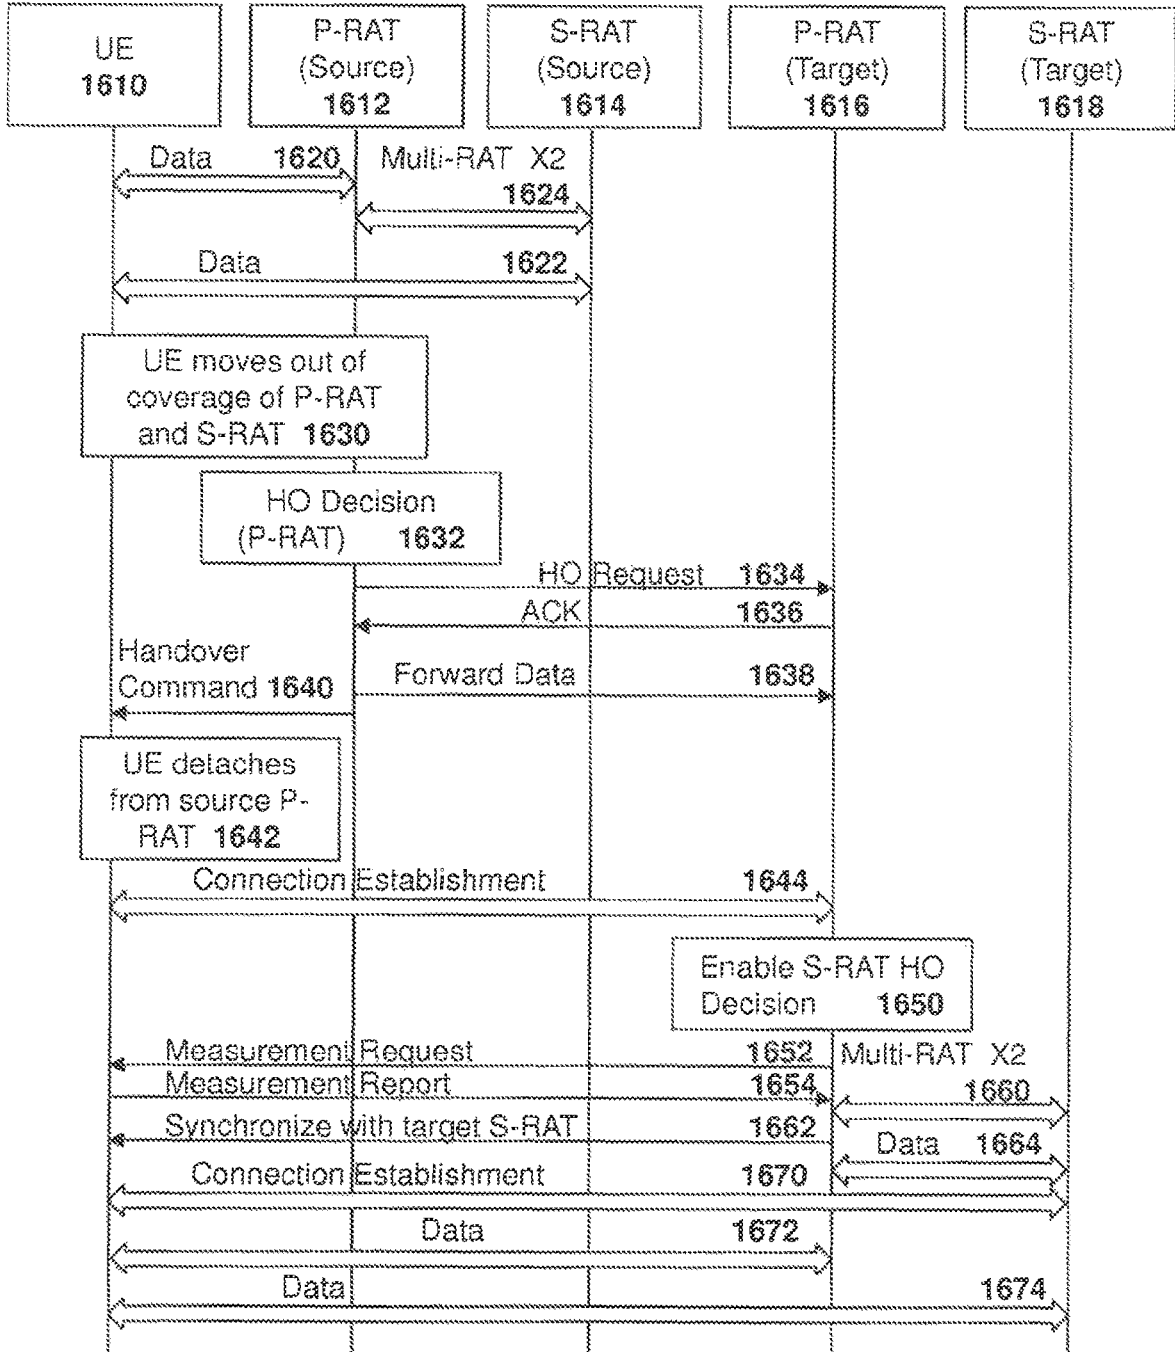 UE
1610
P-RAT
(Source)
1612
S-RAT
(Source)
1614
P-RAT
(Target)
1616
S-RAT
(Target)
1618
Data 1620
Multi-RAT X2
1624
Data 1622
UE moves out of
coverage of P-RAT
and S-RAT 1630
HO Decision
(P-RAT) 1632
HO Request 1634
ACK 1636
Handover
Command 1640
Forward Data 1638
UE detaches
from source P-
RAT 1642
Connection Establishment 1644
Enable S-RAT HO
Decision 1650
Measurement Request 1652
Multi-RAT X2
Measurement Report 1654
1660
Synchronize with target S-RAT 1662
Data 1664
Connection Establishment 1670
Data 1672
Data 1674